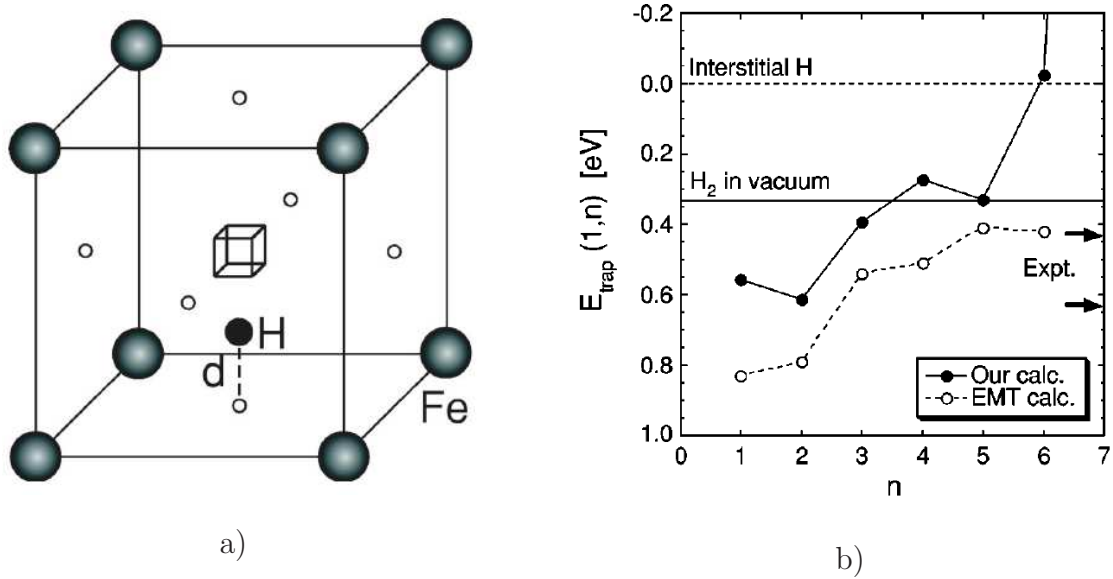 H
d
Fe
a)
-0.2
0.0
0.2
0.4
0.6
0.8
1.0
E_trap (1,n) [eV]
Interstitial H
H₂ in vacuum
Expt.
Our calc.
EMT calc.
0 1 2 3 4 5 6 7
n
b)